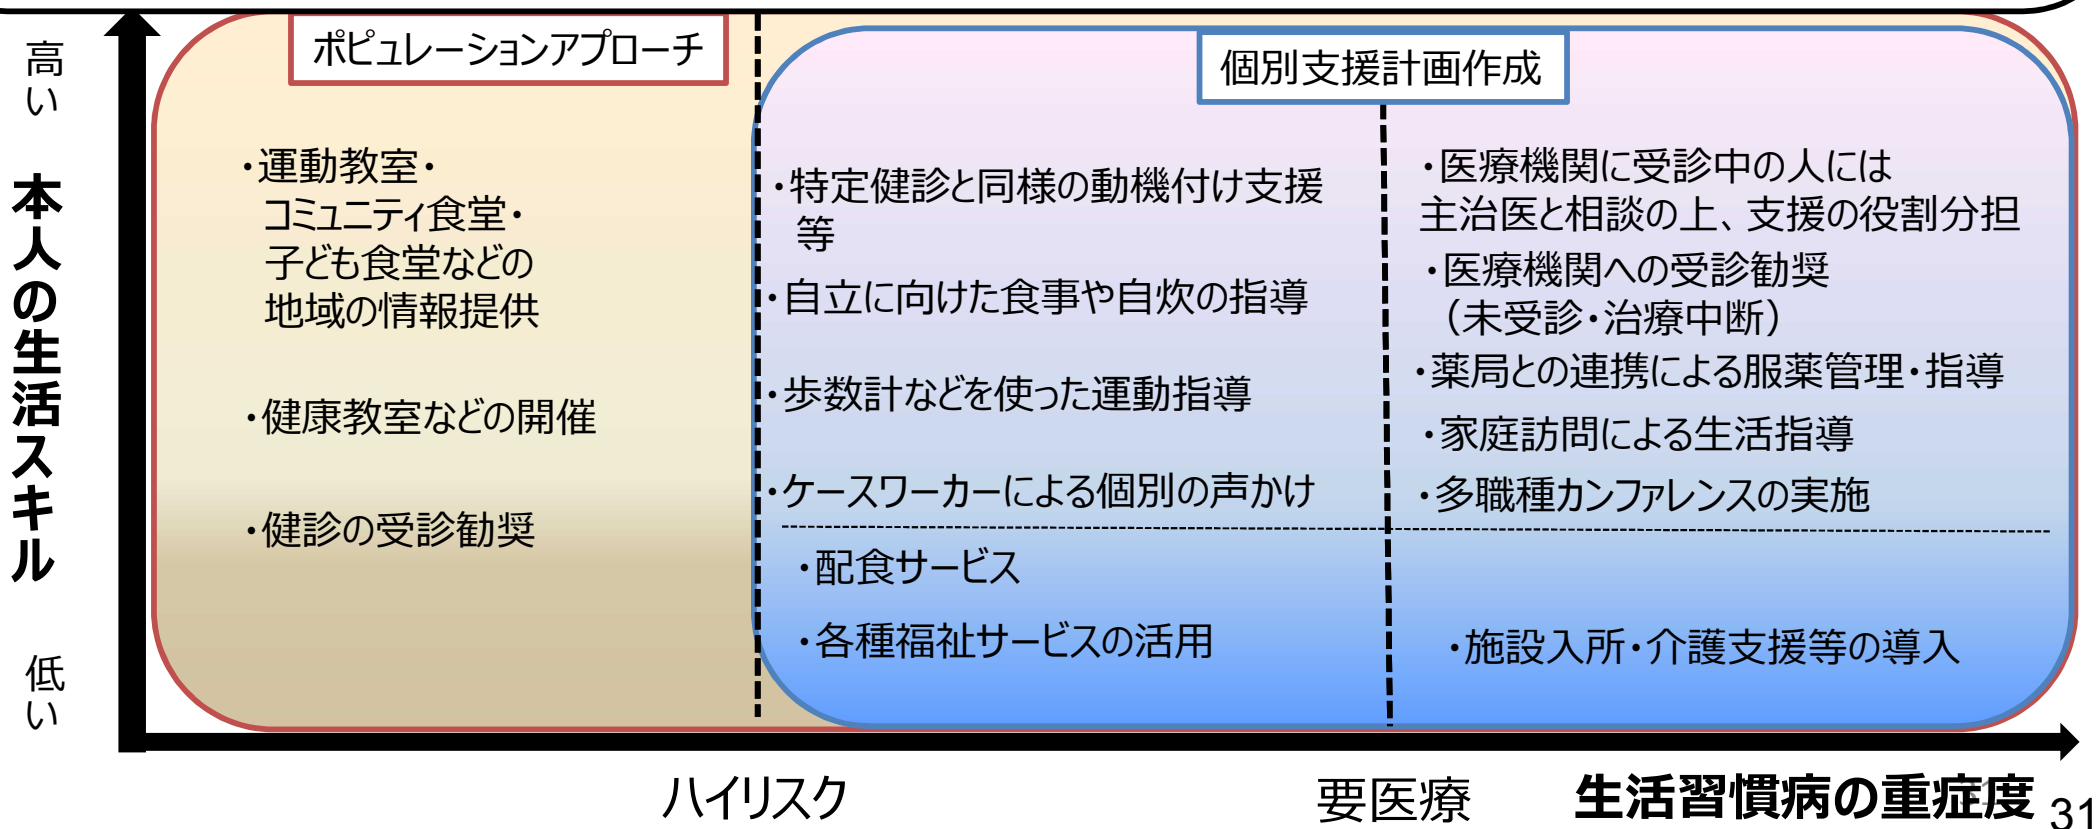 ポピュレーションアプローチ
個別支援計画作成
高い
本人の生活スキル
低い
・運動教室・
コミュニティ食堂・
子ども食堂などの
地域の情報提供
・健康教室などの開催
・健診の受診勧奨
・特定健診と同様の動機付け支援
等
・自立に向けた食事や自炊の指導
・歩数計などを使った運動指導
・ケースワーカーによる個別の声かけ
・配食サービス
・各種福祉サービスの活用
・医療機関に受診中の人には
主治医と相談の上、支援の役割分担
・医療機関への受診勧奨
（未受診・治療中断）
・薬局との連携による服薬管理・指導
・家庭訪問による生活指導
・多職種カンファレンスの実施
・施設入所・介護支援等の導入
ハイリスク
要医療
生活習慣病の重症度
31
31